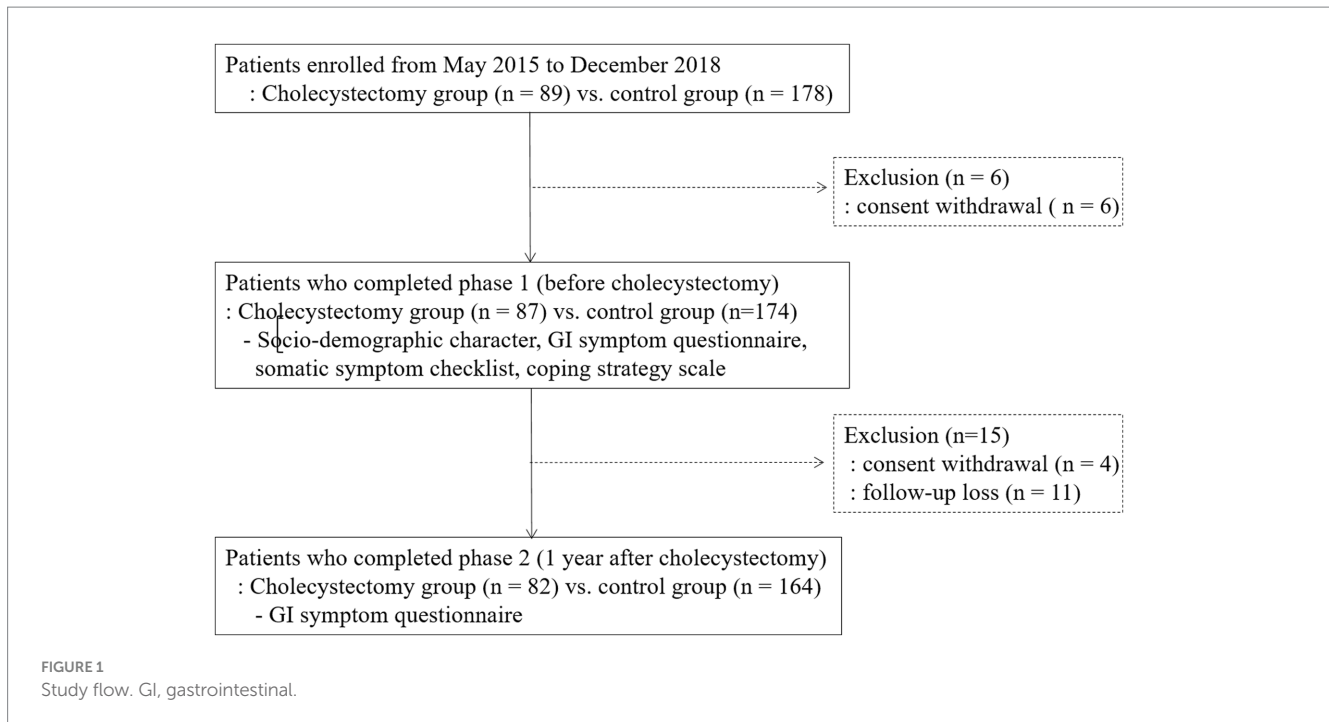 Patients enrolled from May 2015 to December 2018
: Cholecystectomy group (n = 89) vs. control group (n = 178)
Exclusion (n = 6)
: consent withdrawal ( n = 6)
Patients who completed phase 1 (before cholecystectomy)
: Cholecystectomy group (n = 87) vs. control group (n=174)
- Socio-demographic character, GI symptom questionnaire,
somatic symptom checklist, coping strategy scale
Exclusion (n=15)
: consent withdrawal (n = 4)
: follow-up loss (n = 11)
Patients who completed phase 2 (1 year after cholecystectomy)
: Cholecystectomy group (n = 82) vs. control group (n = 164)
- GI symptom questionnaire
FIGURE 1
Study flow. GI, gastrointestinal.